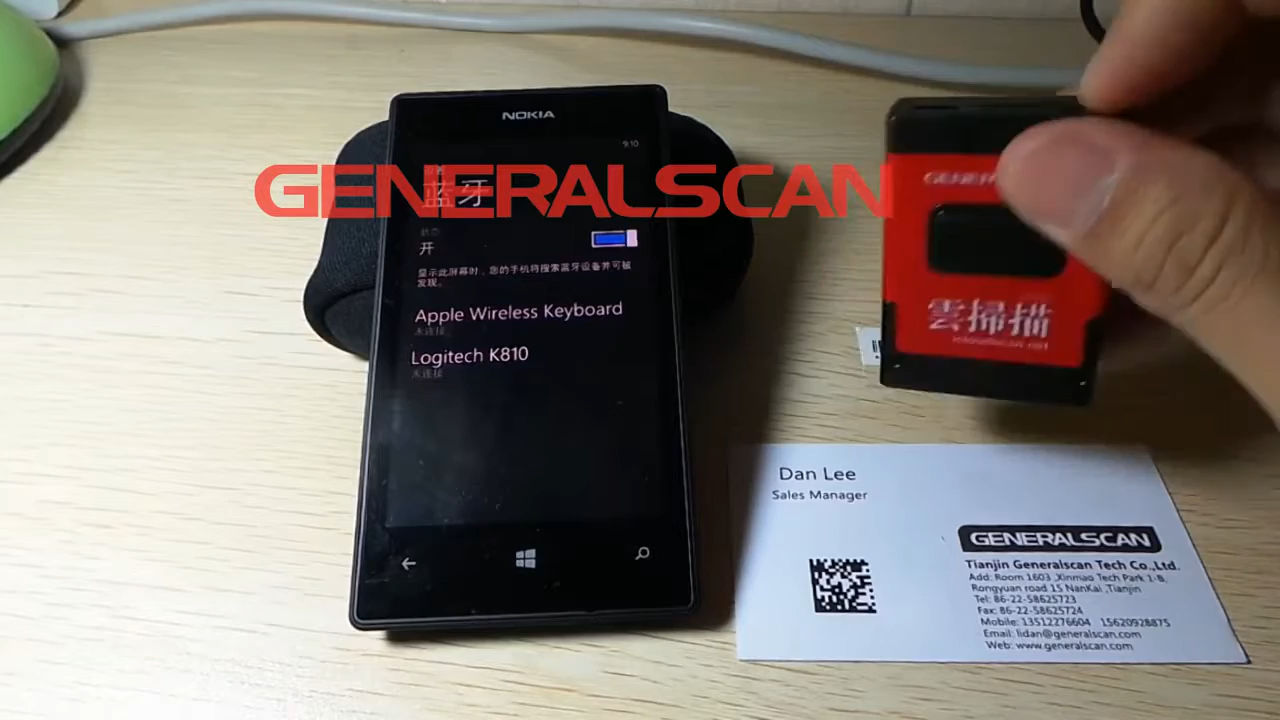 NOKIA
9:10
GENERALSCAN
蓝牙
状态
开
显示此屏幕时，您的手机将搜索蓝牙设备并可被
发现。
Apple Wireless Keyboard
未连接
Logitech K810
未连接
雲掃描
Dan Lee
Sales Manager
GENERALSCAN
Tianjin Generalscan Tech Co.,Ltd.
Add: Room 1603 ,Xinmao Tech Park 1-B,
Rongyuan road 15 NanKai ,Tianjin
Tel: 86-22-58625723
Fax: 86-22-58625724
Mobile: 13512276604 15620928875
Email: lidan@generalscan.com
Web: www.generalscan.com